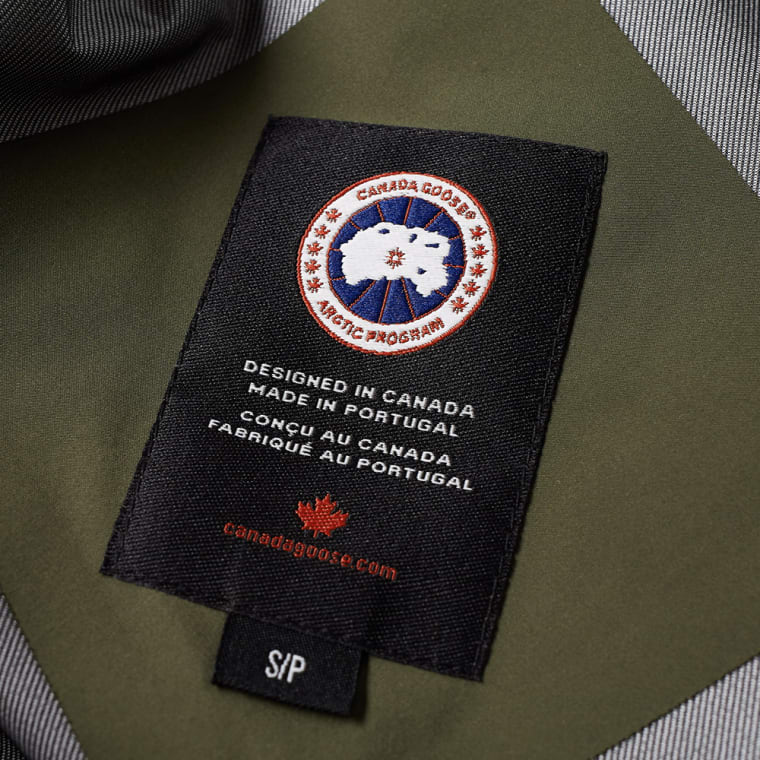 CANADA GOOSE®
ARCTIC PROGRAM
DESIGNED IN CANADA
MADE IN PORTUGAL
CONÇU AU CANADA
FABRIQUÉ AU PORTUGAL
canadagoose.com
S/P